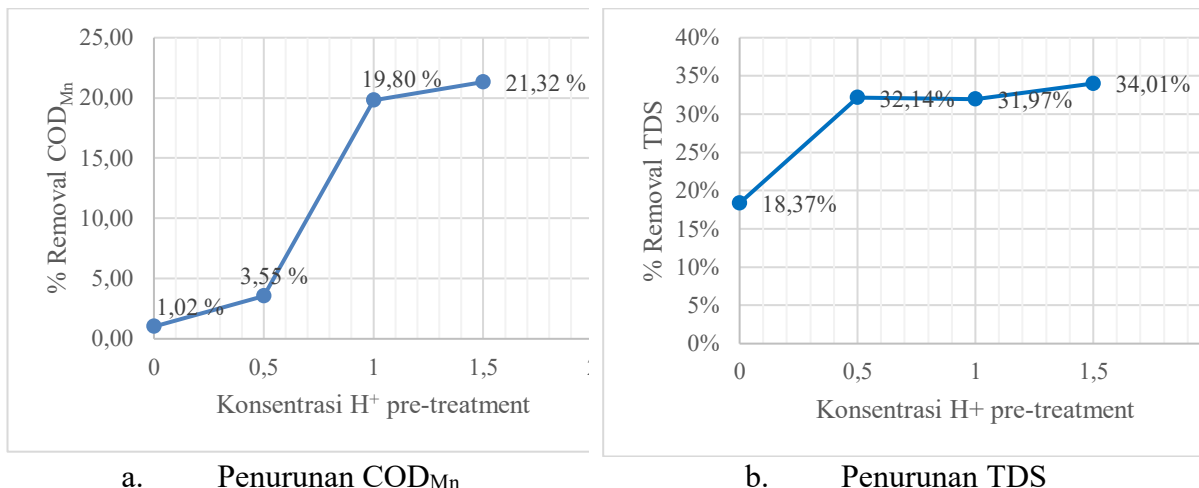 25,00
20,00
15,00
10,00
5,00
0,00
% Removal COD_Mn
1,02 %
3,55 %
19,80 %
21,32 %
0 0,5 1 1,5
Konsentrasi H⁺ pre-treatment
40%
35%
30%
25%
20%
15%
10%
5%
0%
% Removal TDS
18,37%
32,14%
31,97%
34,01%
0 0,5 1 1,5
Konsentrasi H+ pre-treatment
a. Penurunan COD_Mn
b. Penurunan TDS